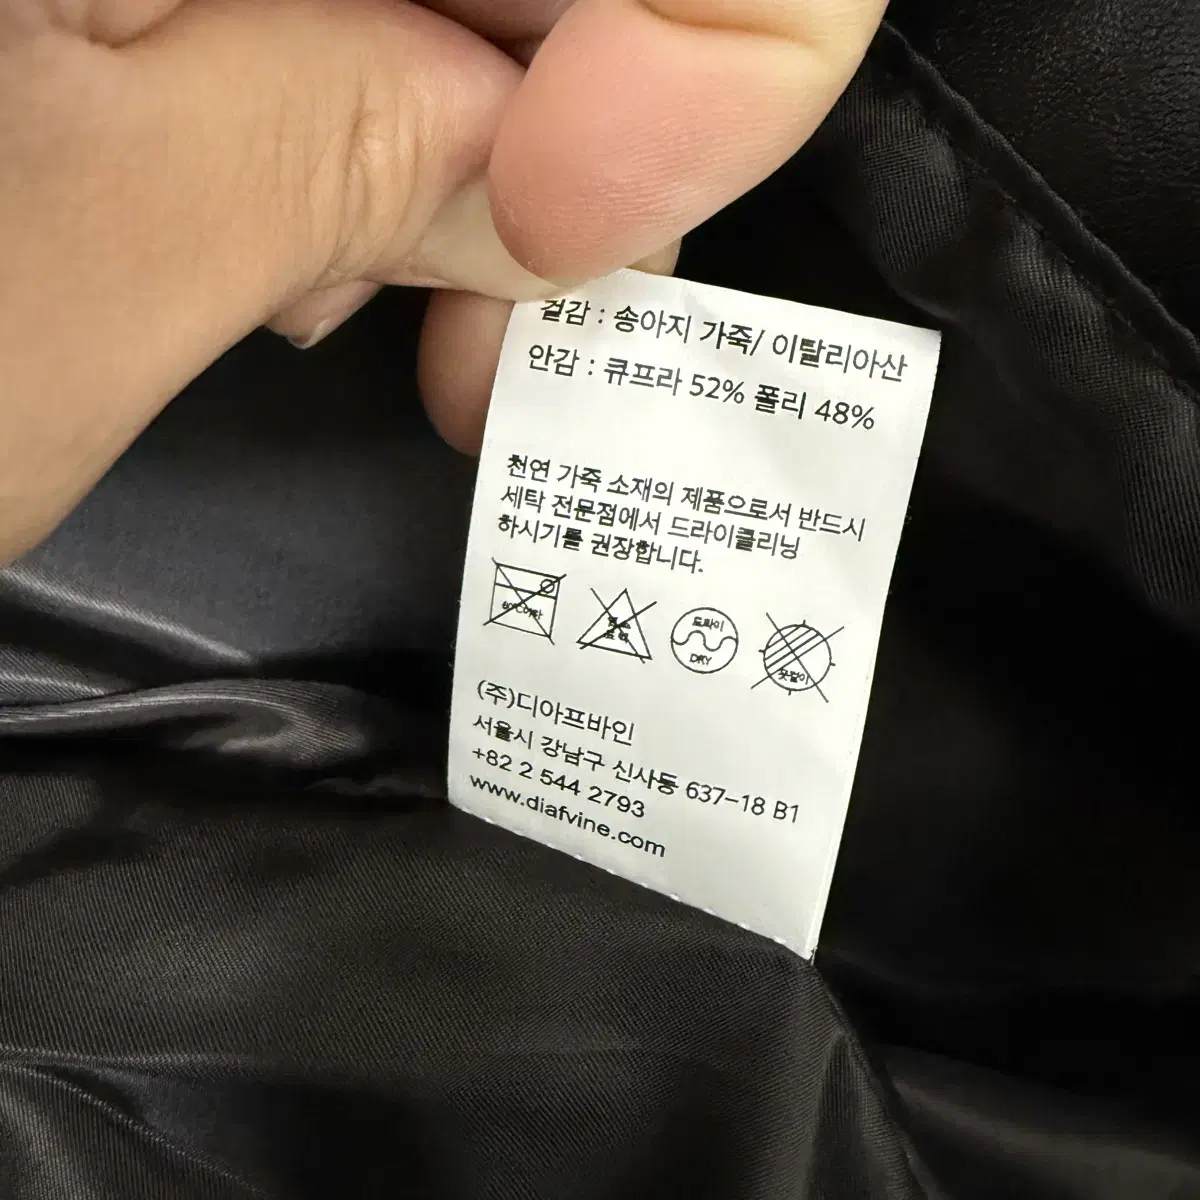 겉감 : 송아지 가죽/ 이탈리아산
안감 : 큐프라 52% 폴리 48%
천연 가죽 소재의 제품으로서 반드시
세탁 전문점에서 드라이클리닝
하시기를 권장합니다.
드라이
DRY
옷걸이
(주)디아프바인
서울시 강남구 신사동 637-18 B1
+82 2 544 2793
www.diafvine.com